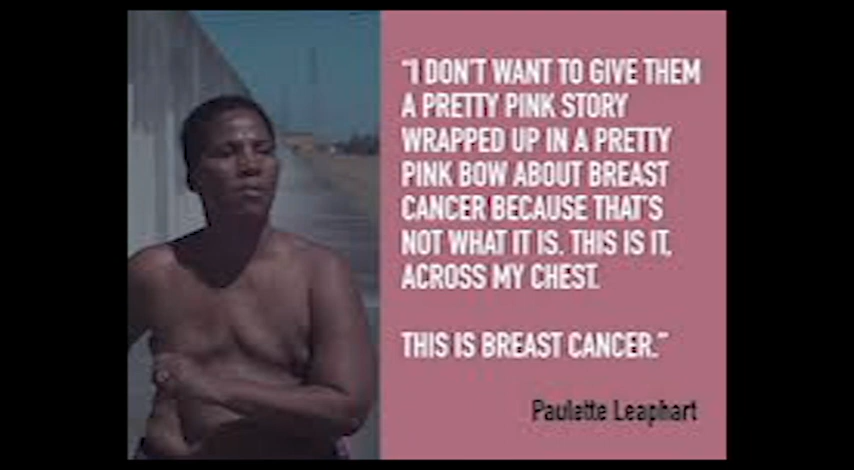 "I DON'T WANT TO GIVE THEM
A PRETTY PINK STORY
WRAPPED UP IN A PRETTY
PINK BOW ABOUT BREAST
CANCER BECAUSE THAT'S
NOT WHAT IT IS. THIS IS IT,
ACROSS MY CHEST.
THIS IS BREAST CANCER."
Paulette Leaphart